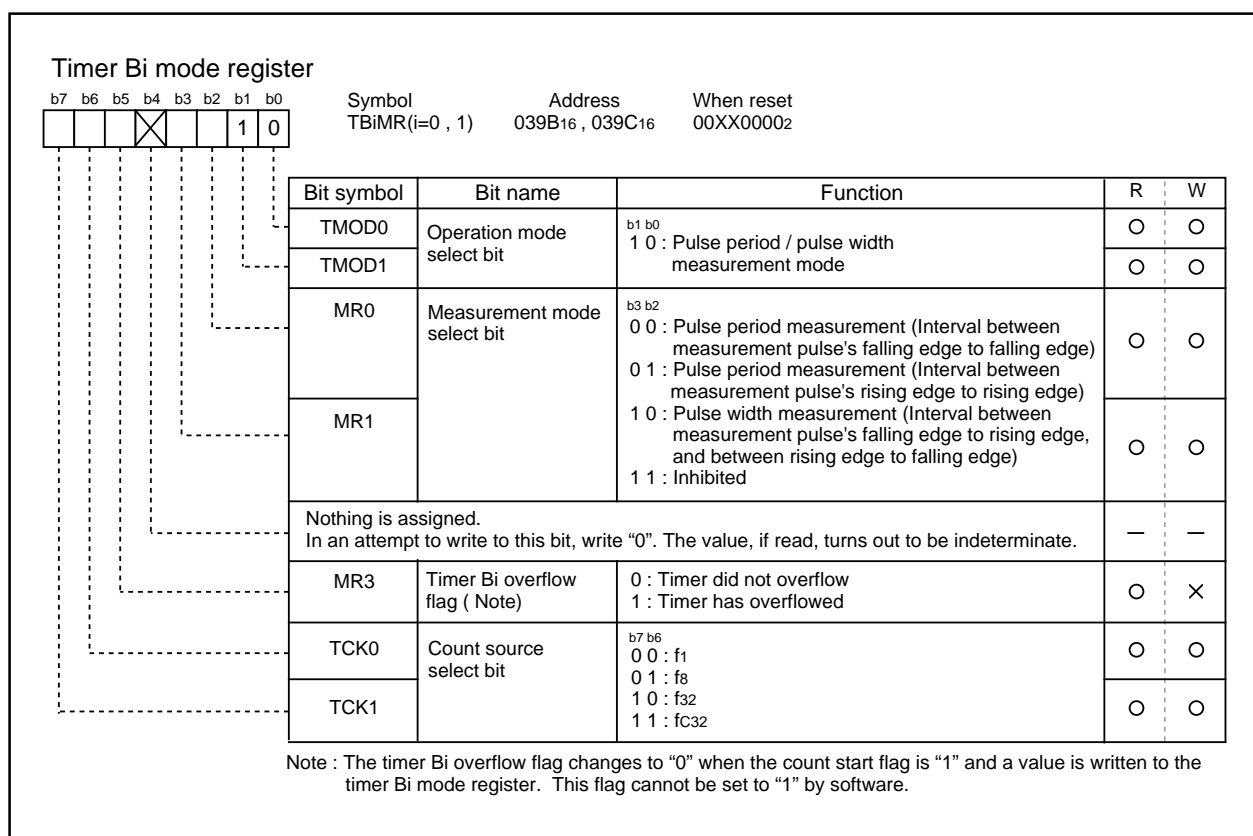 Timer Bi mode register
b7 b6 b5 b4 b3 b2 b1 b0
1 0
Symbol Address When reset
TBiMR(i=0 , 1) 039B16 , 039C16 00XX00002
Bit symbol Bit name Function R W
TMOD0
TMOD1
Operation mode
select bit
b1 b0
1 0 : Pulse period / pulse width
measurement mode
MR0
MR1
Measurement mode
select bit
b3 b2
0 0 : Pulse period measurement (Interval between
measurement pulse's falling edge to falling edge)
0 1 : Pulse period measurement (Interval between
measurement pulse's rising edge to rising edge)
1 0 : Pulse width measurement (Interval between
measurement pulse's falling edge to rising edge,
and between rising edge to falling edge)
1 1 : Inhibited
Nothing is assigned.
In an attempt to write to this bit, write “0”. The value, if read, turns out to be indeterminate.
MR3
Timer Bi overflow
flag ( Note)
0 : Timer did not overflow
1 : Timer has overflowed
TCK0
TCK1
Count source
select bit
b7 b6
0 0 : f1
0 1 : f8
1 0 : f32
1 1 : fC32
Note : The timer Bi overflow flag changes to “0” when the count start flag is “1” and a value is written to the
timer Bi mode register. This flag cannot be set to “1” by software.